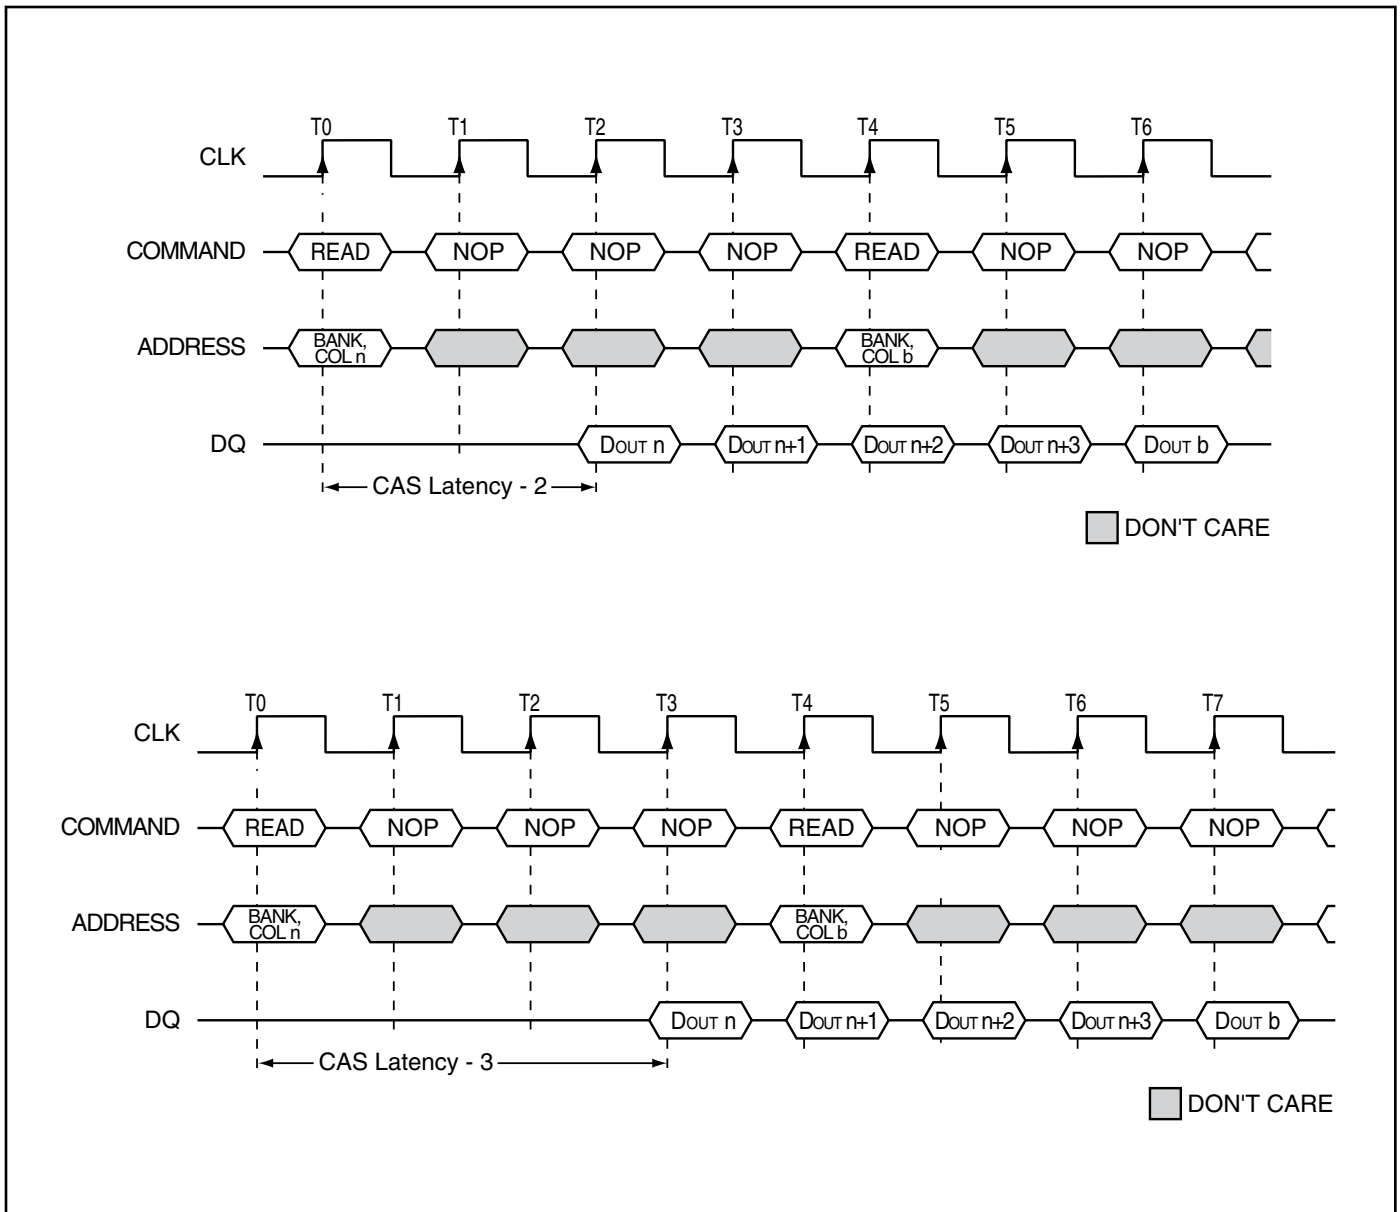 T0 T1 T2 T3 T4 T5 T6
CLK
COMMAND READ NOP NOP NOP READ NOP NOP
ADDRESS BANK, COL n BANK, COL b
DQ DOUT n DOUT n+1 DOUT n+2 DOUT n+3 DOUT b
CAS Latency - 2
DON'T CARE
T0 T1 T2 T3 T4 T5 T6 T7
CLK
COMMAND READ NOP NOP NOP READ NOP NOP NOP
ADDRESS BANK, COL n BANK, COL b
DQ DOUT n DOUT n+1 DOUT n+2 DOUT n+3 DOUT b
CAS Latency - 3
DON'T CARE